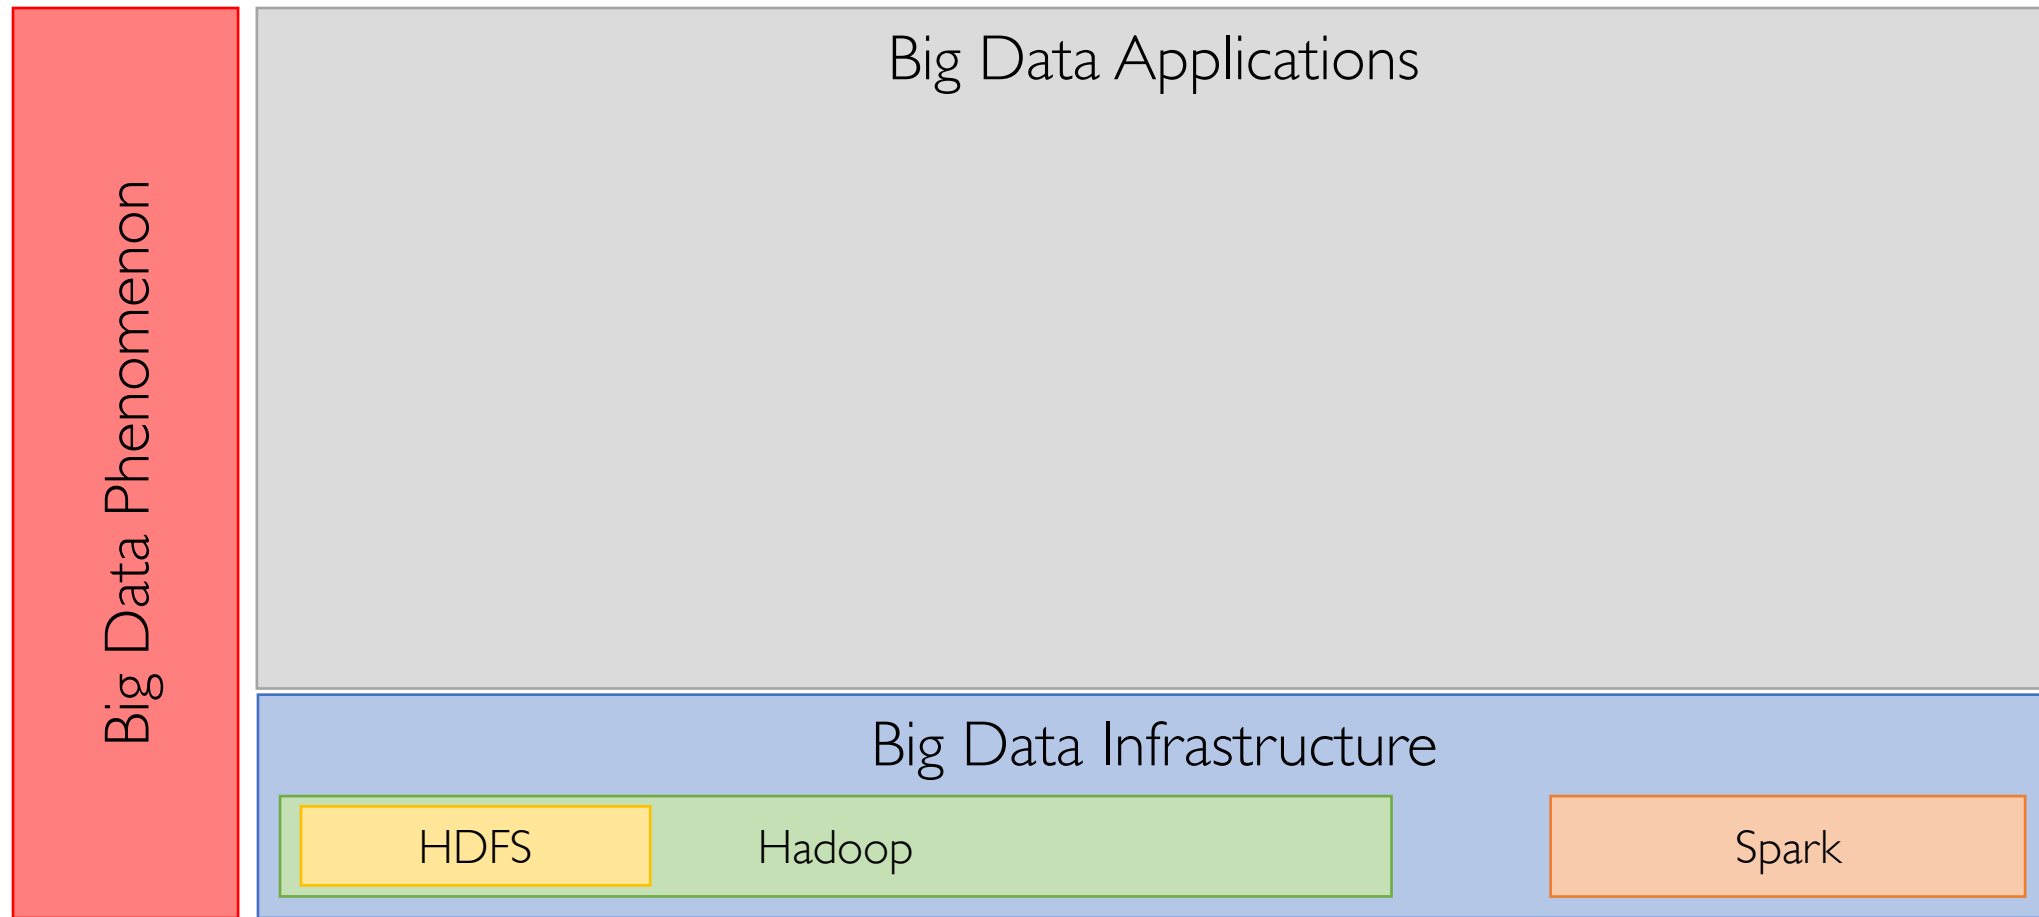 Big Data Phenomenon
Big Data Applications
Big Data Infrastructure
HDFS
Hadoop
Spark